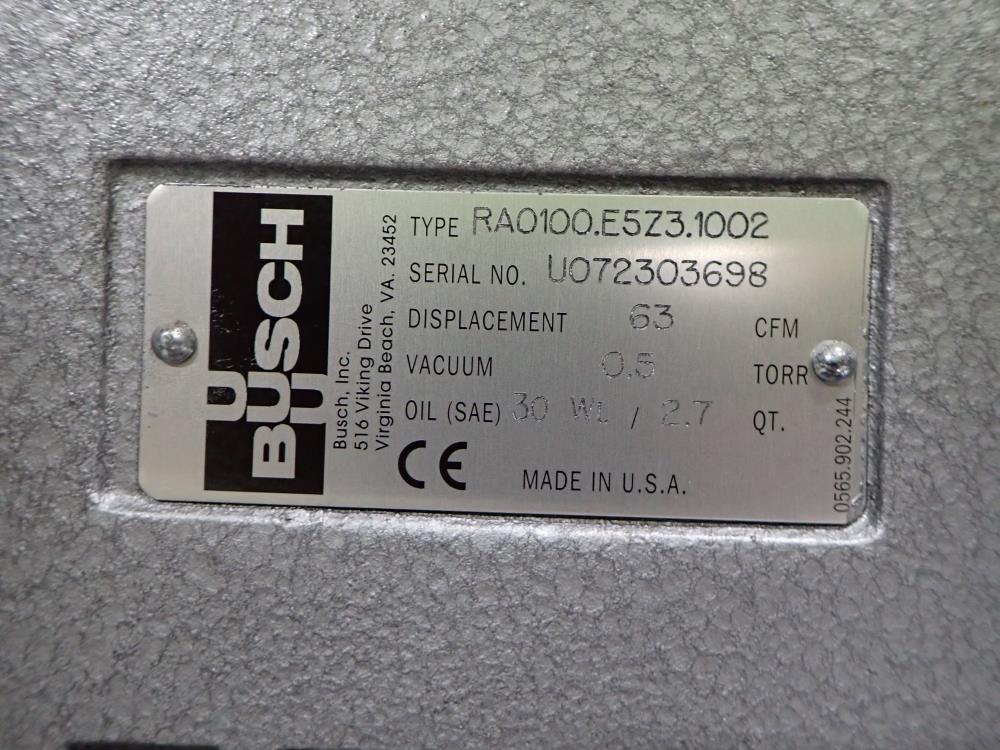 BUSCH
Busch, Inc.
516 Viking Drive
Virginia Beach, VA. 23452
TYPE RA0100.E5Z3.1002
SERIAL NO. U072303698
DISPLACEMENT 63 CFM
VACUUM 0.5 TORR
OIL (SAE) 30 Wt / 2.7 QT.
CE MADE IN U.S.A.
0565.902.244